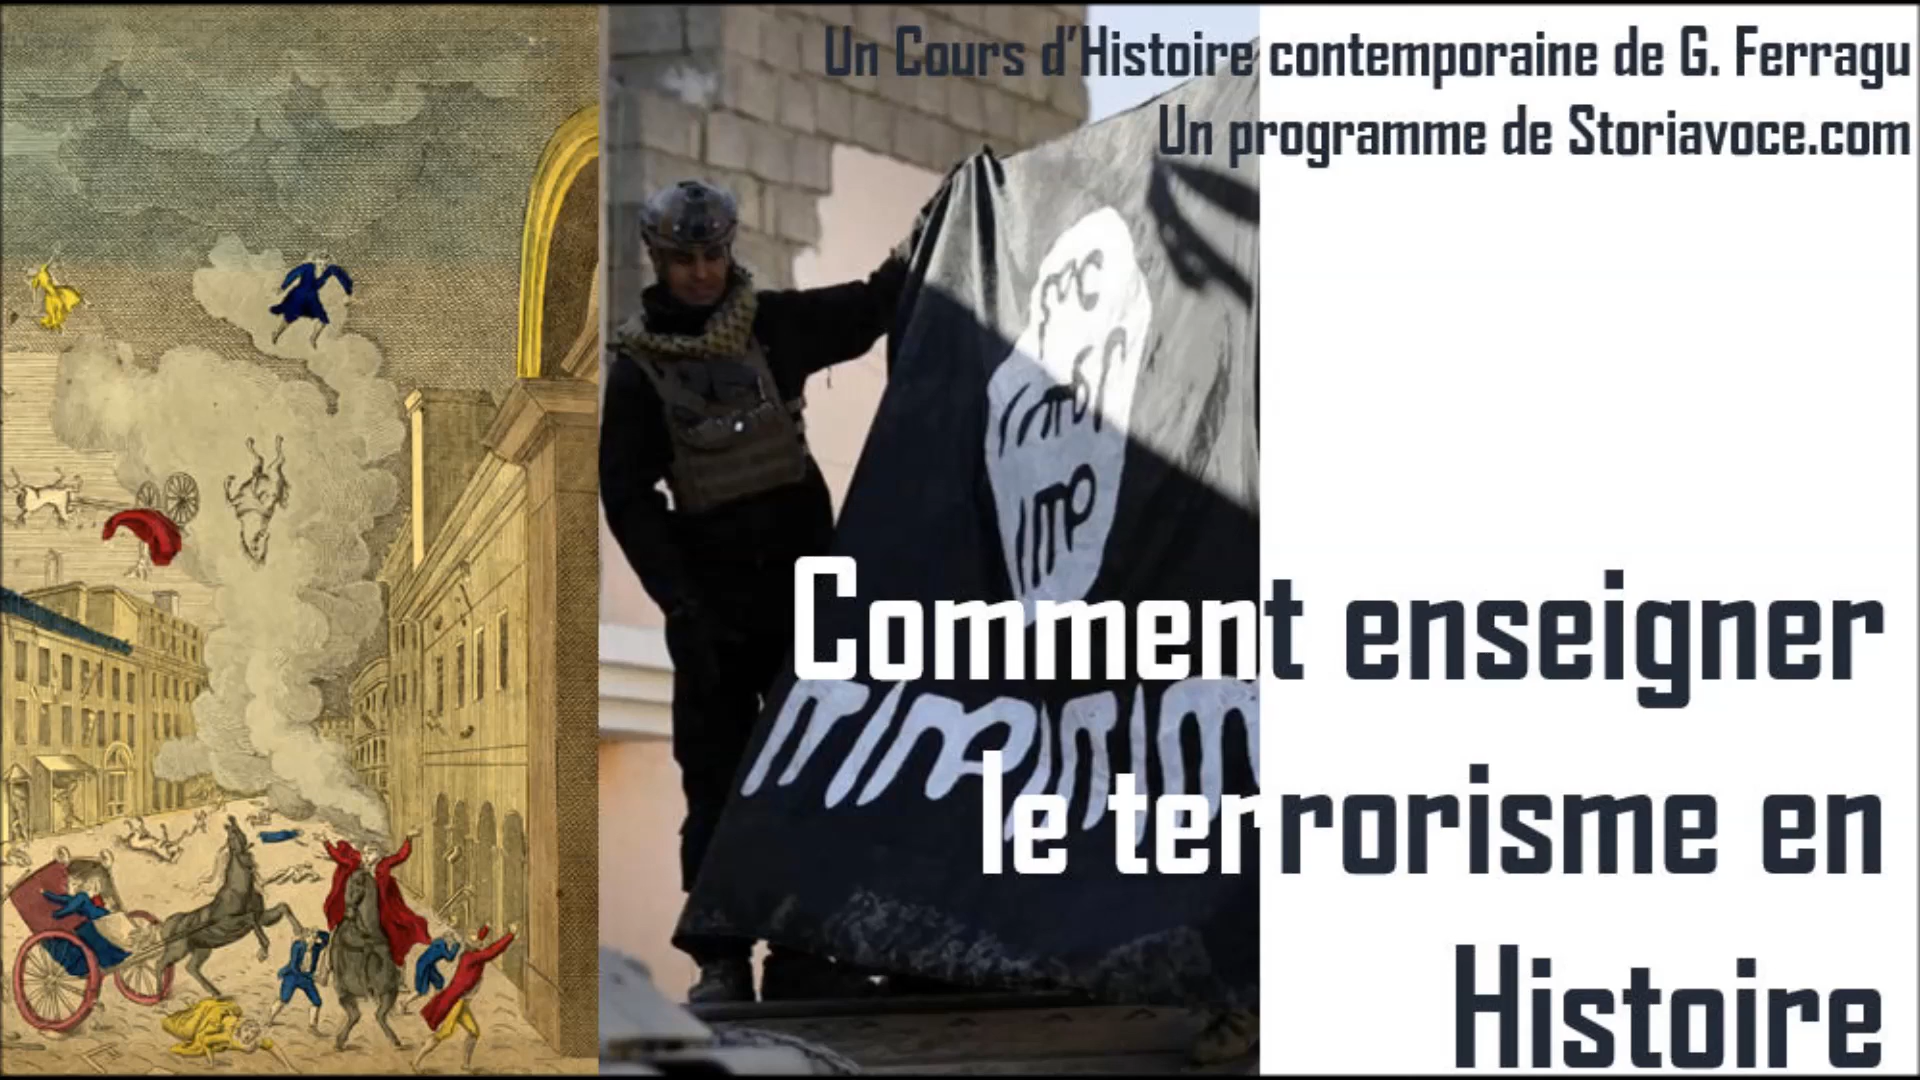 Un Cours d'Histoire contemporaine de G. Ferragu
Un programme de Storiavoce.com
Comment enseigner
le terrorisme en
Histoire